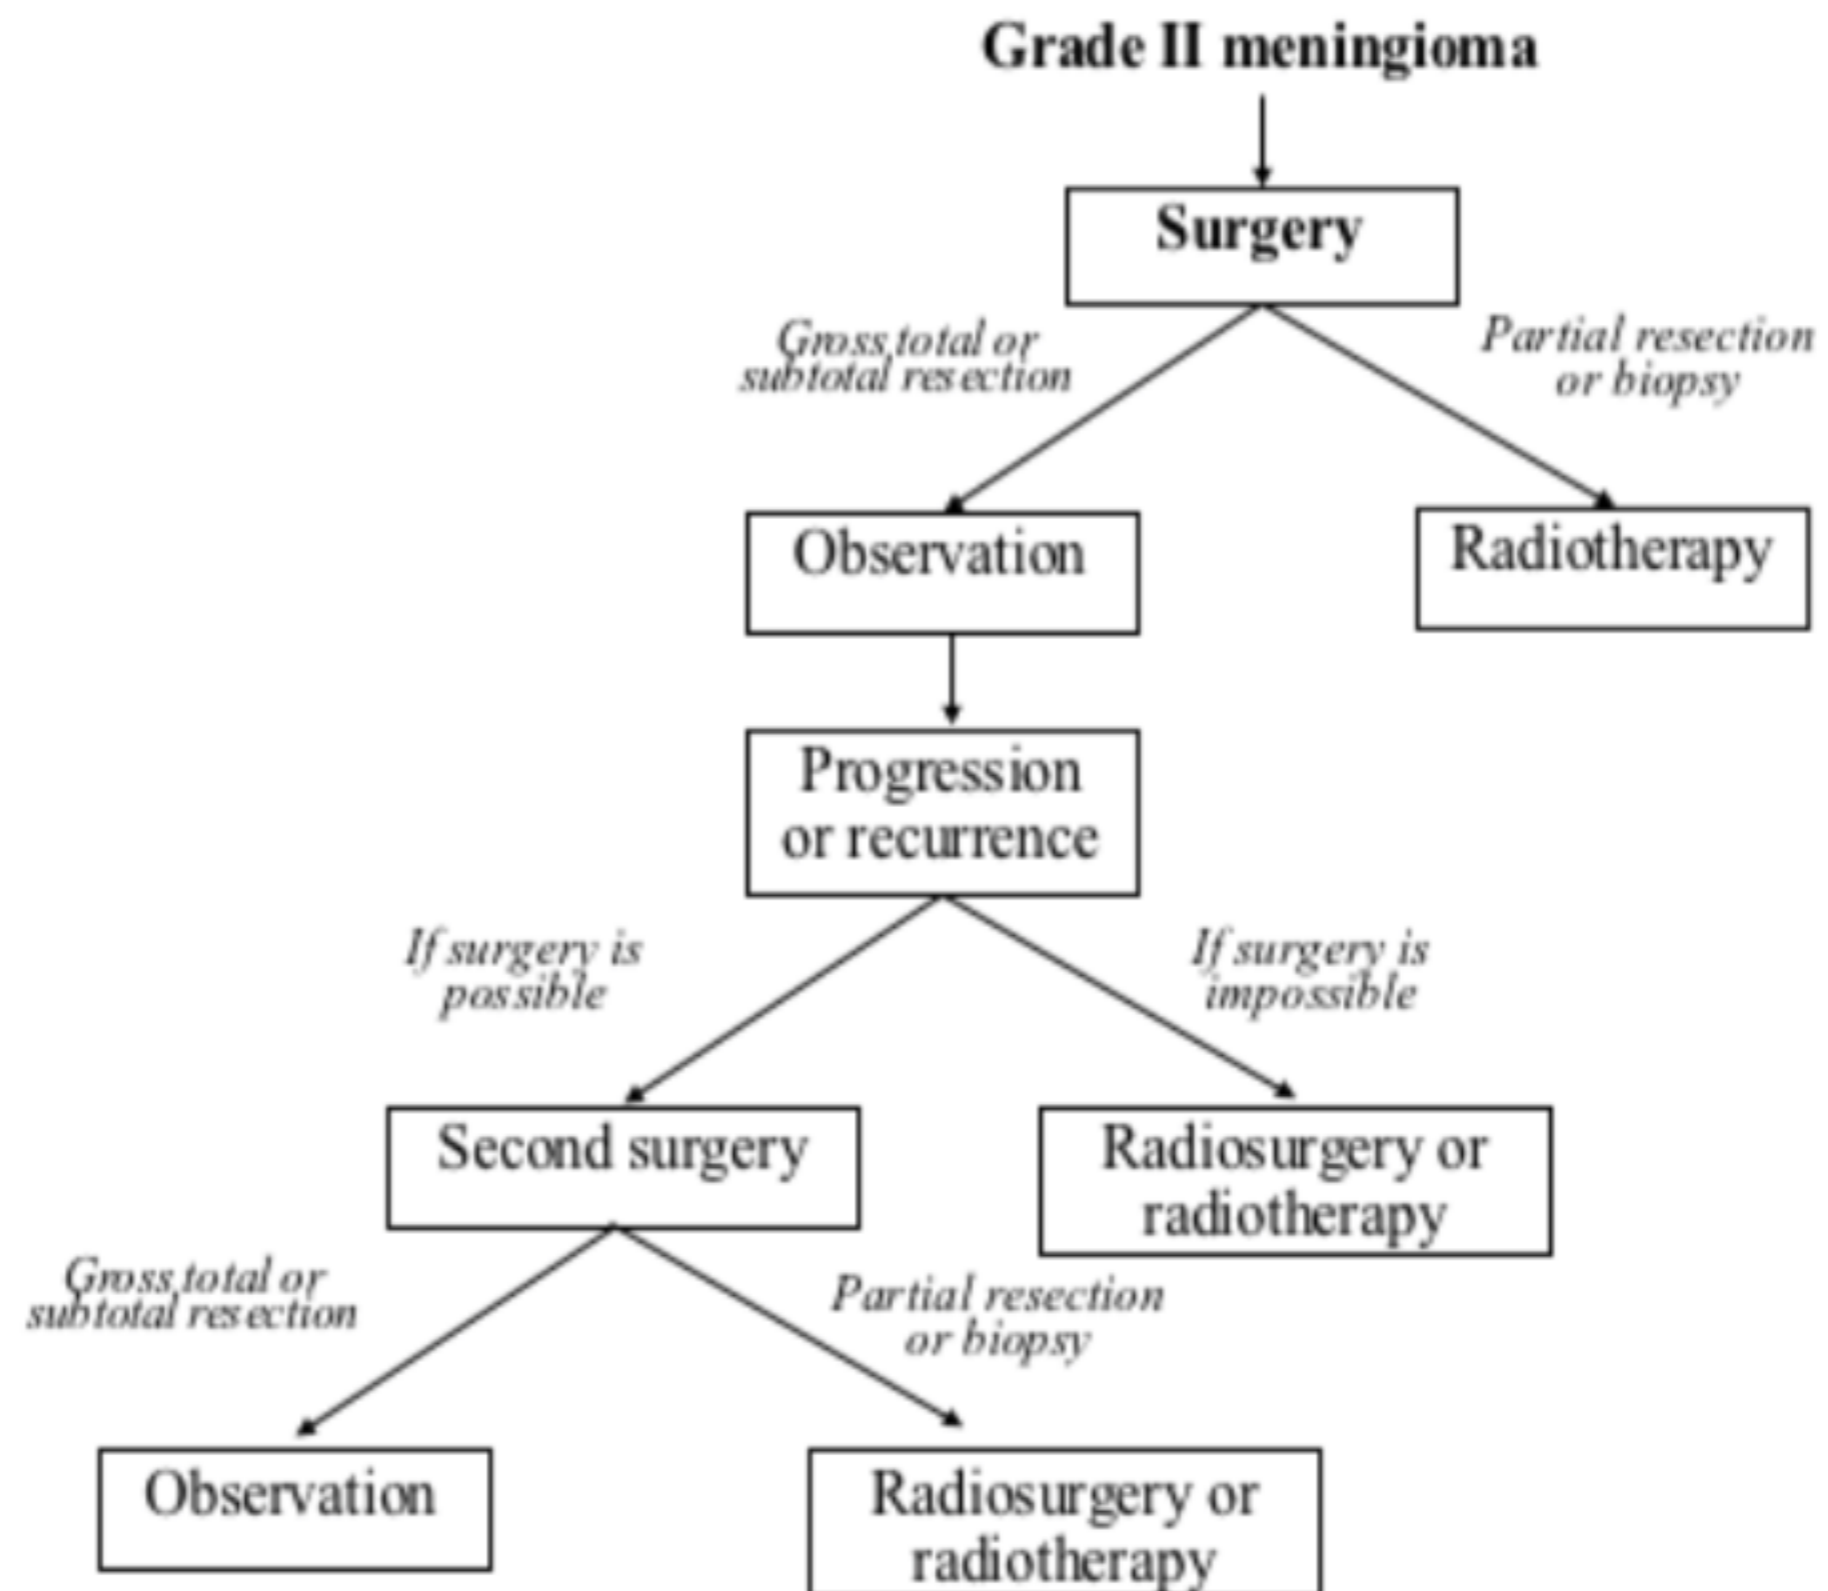 Grade II meningioma
Surgery
Gross total or
subtotal resection
Partial resection
or biopsy
Observation
Radiotherapy
Progression
or recurrence
If surgery is
possible
If surgery is
impossible
Second surgery
Radiosurgery or
radiotherapy
Gross total or
subtotal resection
Partial resection
or biopsy
Observation
Radiosurgery or
radiotherapy